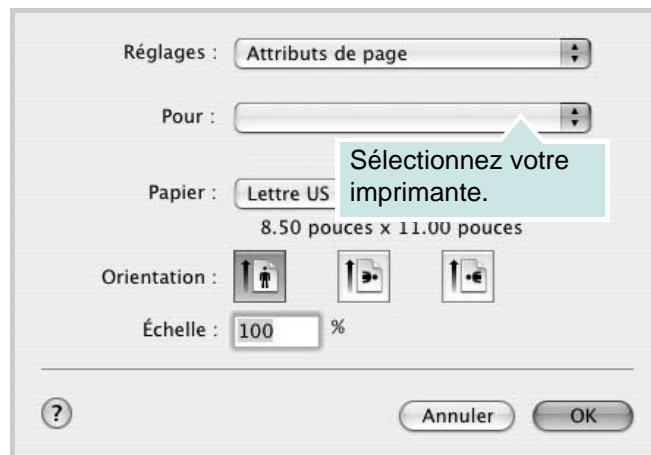 Réglages : Attributs de page
Pour :
Sélectionnez votre
imprimante.
Papier : Lettre US
8.50 pouces x 11.00 pouces
Orientation :
Échelle : 100 %
? Annuler OK